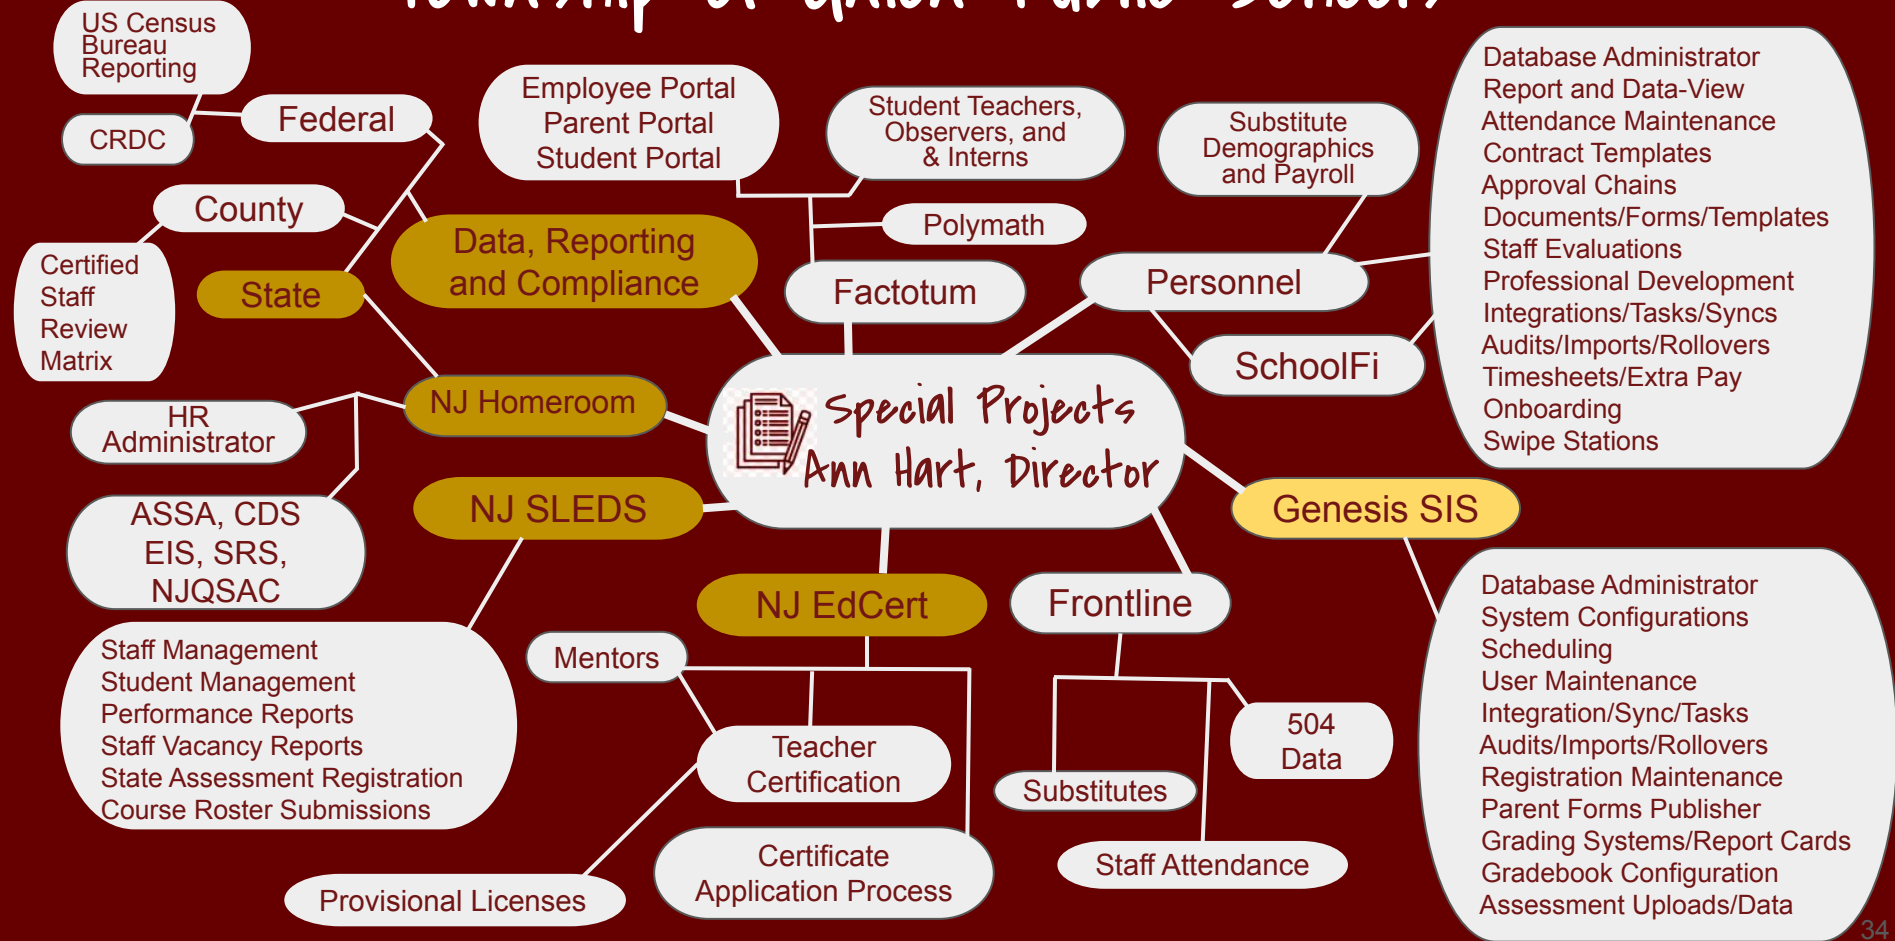 Township of Union Public Schools
US Census
Bureau
Reporting
Federal
CRDC
County
Certified
Staff
Review
Matrix
State
Data, Reporting
and Compliance
Employee Portal
Parent Portal
Student Portal
Student Teachers,
Observers, and
& Interns
Polymath
Factotum
Substitute
Demographics
and Payroll
Personnel
SchoolFi
Database Administrator
Report and Data-View
Attendance Maintenance
Contract Templates
Approval Chains
Documents/Forms/Templates
Staff Evaluations
Professional Development
Integrations/Tasks/Syncs
Audits/Imports/Rollovers
Timesheets/Extra Pay
Onboarding
Swipe Stations
NJ Homeroom
HR
Administrator
ASSA, CDS
EIS, SRS,
NJQSAC
Special Projects
Ann Hart, Director
NJ SLEDS
Staff Management
Student Management
Performance Reports
Staff Vacancy Reports
State Assessment Registration
Course Roster Submissions
NJ EdCert
Mentors
Teacher
Certification
Provisional Licenses
Certificate
Application Process
Frontline
Substitutes
Staff Attendance
504
Data
Genesis SIS
Database Administrator
System Configurations
Scheduling
User Maintenance
Integration/Sync/Tasks
Audits/Imports/Rollovers
Registration Maintenance
Parent Forms Publisher
Grading Systems/Report Cards
Gradebook Configuration
Assessment Uploads/Data
34